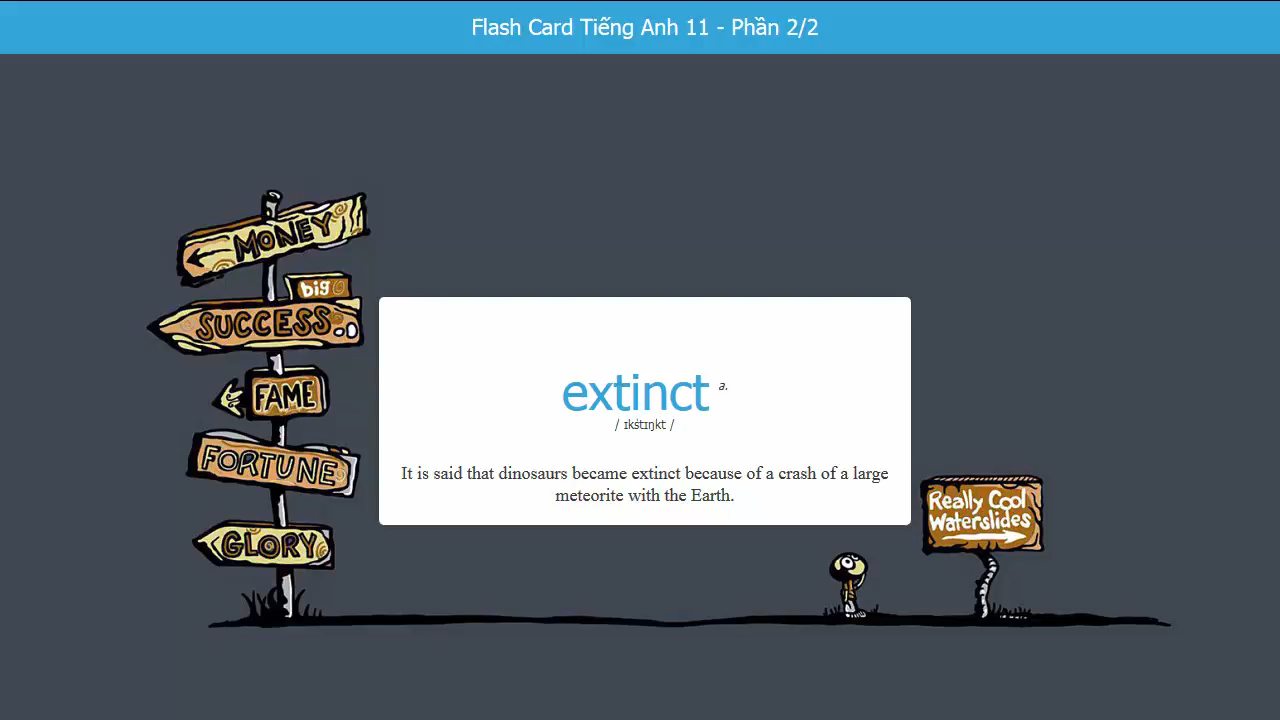 Flash Card Tiếng Anh 11 - Phần 2/2
MONEY
big
SUCCESS
FAME
FORTUNE
GLORY
extinct a.
/ ɪkˈstɪŋkt /
It is said that dinosaurs became extinct because of a crash of a large
meteorite with the Earth.
Really Cool
Waterslides